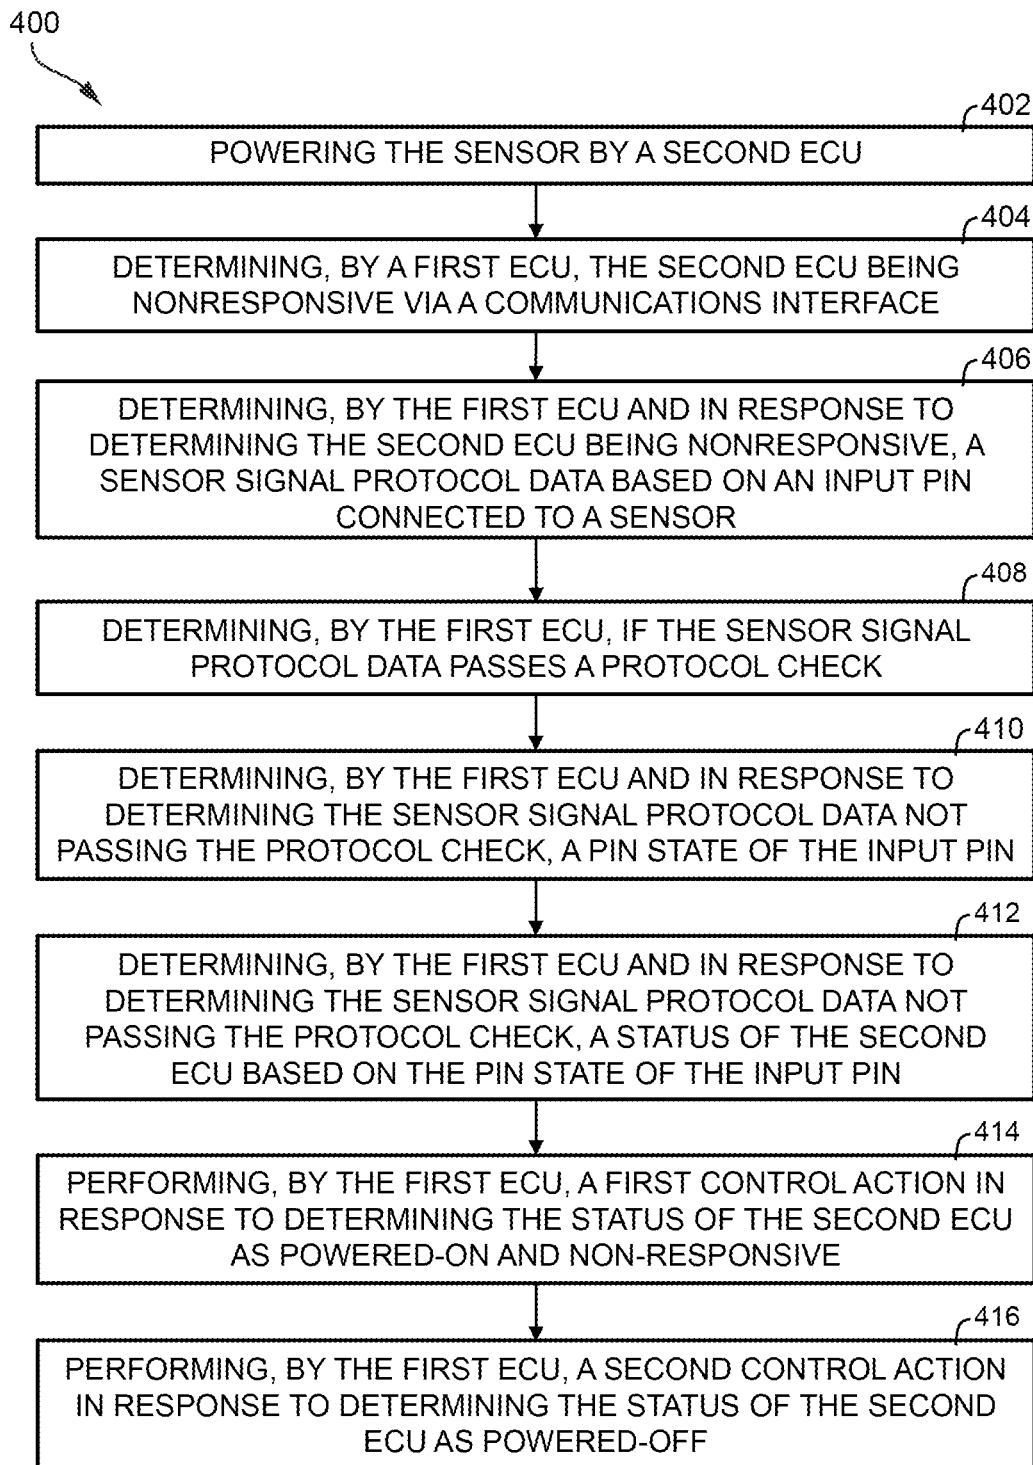 400
402
POWERING THE SENSOR BY A SECOND ECU
404
DETERMINING, BY A FIRST ECU, THE SECOND ECU BEING
NONRESPONSIVE VIA A COMMUNICATIONS INTERFACE
406
DETERMINING, BY THE FIRST ECU AND IN RESPONSE TO
DETERMINING THE SECOND ECU BEING NONRESPONSIVE, A
SENSOR SIGNAL PROTOCOL DATA BASED ON AN INPUT PIN
CONNECTED TO A SENSOR
408
DETERMINING, BY THE FIRST ECU, IF THE SENSOR SIGNAL
PROTOCOL DATA PASSES A PROTOCOL CHECK
410
DETERMINING, BY THE FIRST ECU AND IN RESPONSE TO
DETERMINING THE SENSOR SIGNAL PROTOCOL DATA NOT
PASSING THE PROTOCOL CHECK, A PIN STATE OF THE INPUT PIN
412
DETERMINING, BY THE FIRST ECU AND IN RESPONSE TO
DETERMINING THE SENSOR SIGNAL PROTOCOL DATA NOT
PASSING THE PROTOCOL CHECK, A STATUS OF THE SECOND
ECU BASED ON THE PIN STATE OF THE INPUT PIN
414
PERFORMING, BY THE FIRST ECU, A FIRST CONTROL ACTION IN
RESPONSE TO DETERMINING THE STATUS OF THE SECOND ECU
AS POWERED-ON AND NON-RESPONSIVE
416
PERFORMING, BY THE FIRST ECU, A SECOND CONTROL ACTION
IN RESPONSE TO DETERMINING THE STATUS OF THE SECOND
ECU AS POWERED-OFF